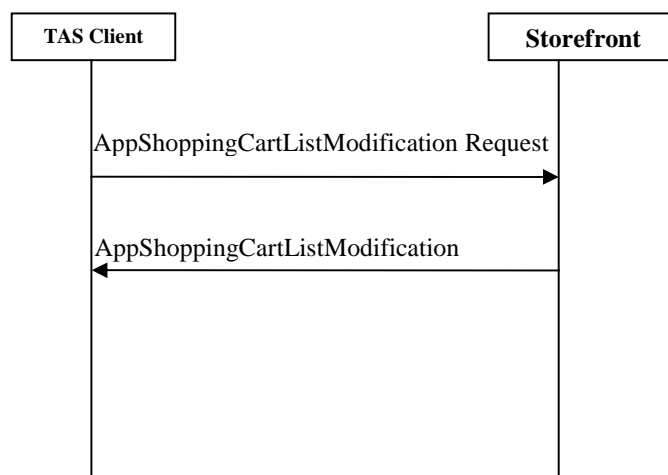 TAS Client
Storefront
AppShoppingCartListModification Request
AppShoppingCartListModification